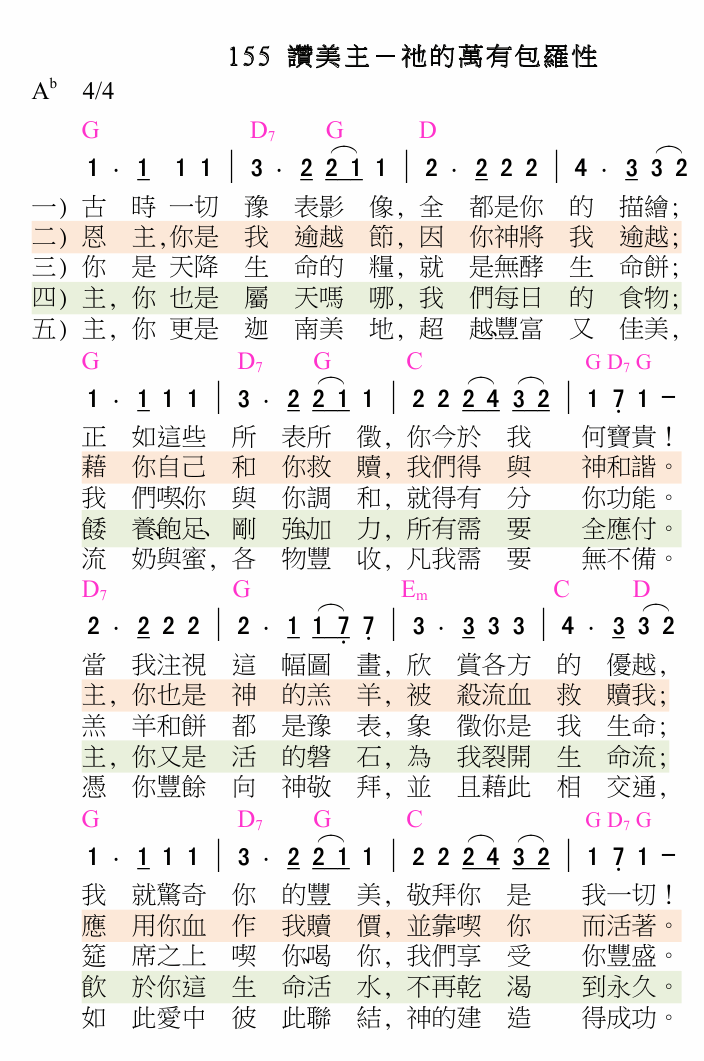 155 讚美主－祂的萬有包羅性
A♭ 4/4
G D7 G D
1 · 1 1 1 | 3 · 2 2 1 1 | 2 · 2 2 2 | 4 · 3 3 2
一) 古 時 一切 豫 表影 像, 全 都是你 的 描繪;
二) 恩 主,你是 我 逾越 節, 因 你神將 我 逾越;
三) 你 是 天降 生 命的 糧, 就 是無酵 生 命餅;
四) 主, 你 也是 屬 天嗎 哪, 我 們每日 的 食物;
五) 主, 你 更是 迦 南美 地, 超 越、豐富 又 佳美,
G D7 G C G D7 G
1 · 1 1 1 | 3 · 2 2 1 1 | 2 2 2 4 3 2 | 1 7 1 －
正 如這些 所 表所 徵, 你今於 我 何寶貴！
藉 你自己 和 你救 贖, 我們得 與 神和諧。
我 們喫你 與 你調 和, 就得有 分 你功能。
餧 養、飽足、 剛 強、加 力, 所有需 要 全應付。
流 奶與蜜, 各 物豐 收, 凡我需 要 無不備。
D7 G Em C D
2 · 2 2 2 | 2 · 1 1 7 7 | 3 · 3 3 3 | 4 · 3 3 2
當 我注視 這 幅圖 畫, 欣 賞各方 的 優越,
主, 你也是 神 的羔 羊, 被 殺流血 救 贖我;
羔 羊和餅 都 是豫 表, 象 徵你是 我 生命;
主, 你又是 活 的磐 石, 為 我裂開 生 命流;
憑 你豐餘 向 神敬 拜, 並 且藉此 相 交通,
G D7 G C G D7 G
1 · 1 1 1 | 3 · 2 2 1 1 | 2 2 2 4 3 2 | 1 7 1 －
我 就驚奇 你 的豐 美, 敬拜你 是 我一切！
應 用你血 作 我贖 價, 並靠喫 你 而活著。
筵 席之上 喫 你、喝 你, 我們享 受 你豐盛。
飲 於你這 生 命活 水, 不再乾 渴 到永久。
如 此愛中 彼 此聯 結, 神的建 造 得成功。